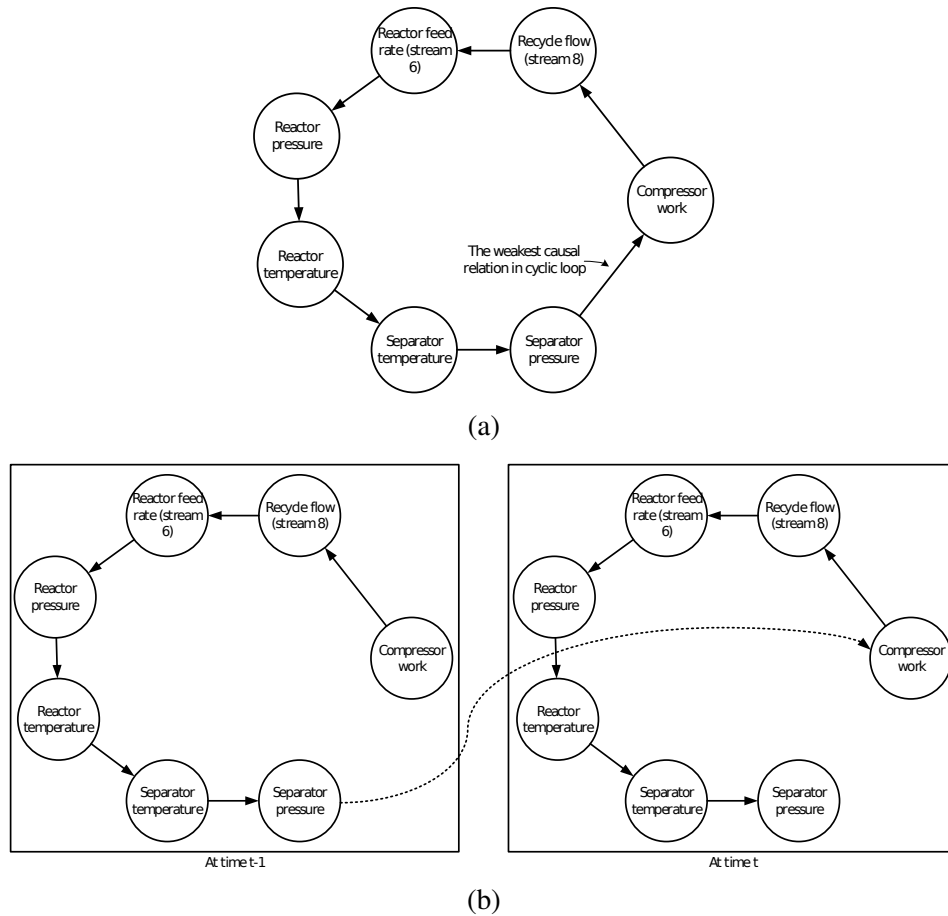 Reactor feed
rate (stream
6)
Recycle flow
(stream 8)
Reactor
pressure
Compressor
work
The weakest causal
relation in cyclic loop
Reactor
temperature
Separator
temperature
Separator
pressure
(a)
Reactor feed
rate (stream
6)
Recycle flow
(stream 8)
Reactor
pressure
Compressor
work
Reactor
temperature
Separator
temperature
Separator
pressure
At time t-1
Reactor feed
rate (stream
6)
Recycle flow
(stream 8)
Reactor
pressure
Compressor
work
Reactor
temperature
Separator
temperature
Separator
pressure
At time t
(b)